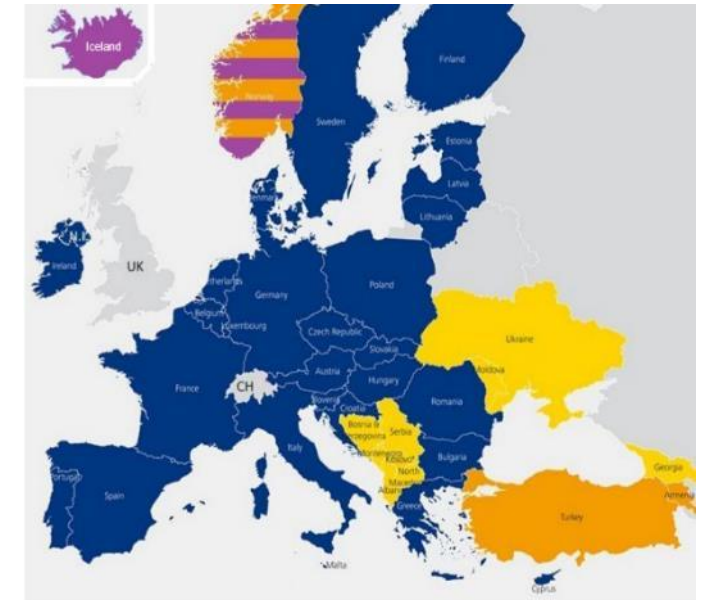 Iceland
Norway
Finland
Sweden
Estonia
Latvia
Denmark
Lithuania
N.I.
Ireland
UK
Netherlands
Poland
Germany
Belgium
Luxembourg
Czech Republic
Ukraine
Slovakia
Moldova
Austria
France
CH
Hungary
Slovenia
Romania
Croatia
Bosnia &
Herzegovina
Serbia
Italy
Montenegro
Bulgaria
Kosovo*
North
Georgia
Portugal
Spain
Albania
Armenia
Greece
Turkey
Malta
Cyprus